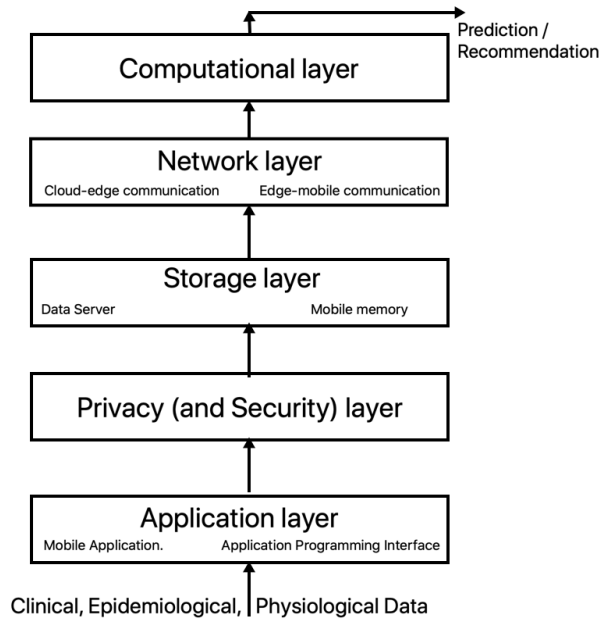 Prediction /
Recommendation
Computational layer
Network layer
Cloud-edge communication
Edge-mobile communication
Storage layer
Data Server
Mobile memory
Privacy (and Security) layer
Application layer
Mobile Application.
Application Programming Interface
Clinical, Epidemiological, Physiological Data